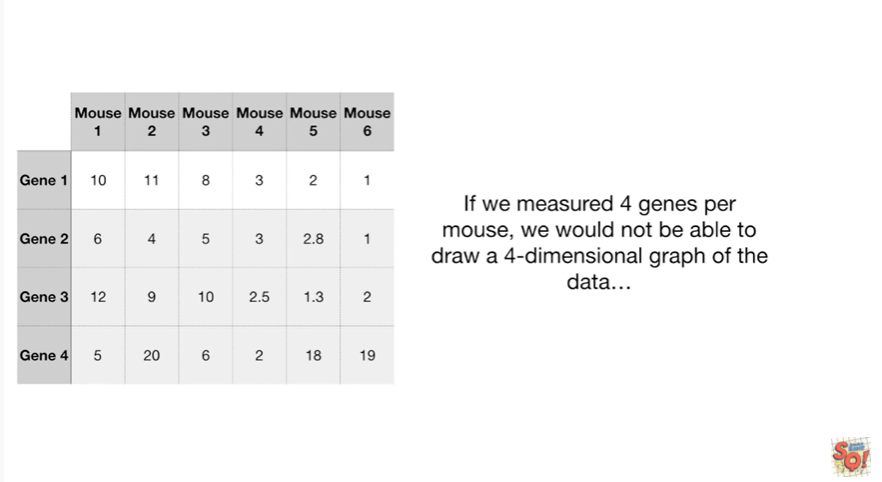 Mouse Mouse Mouse Mouse Mouse Mouse
1 2 3 4 5 6
Gene 1 10 11 8 3 2 1
Gene 2 6 4 5 3 2.8 1
Gene 3 12 9 10 2.5 1.3 2
Gene 4 5 20 6 2 18 19
If we measured 4 genes per
mouse, we would not be able to
draw a 4-dimensional graph of the
data…
SQ!